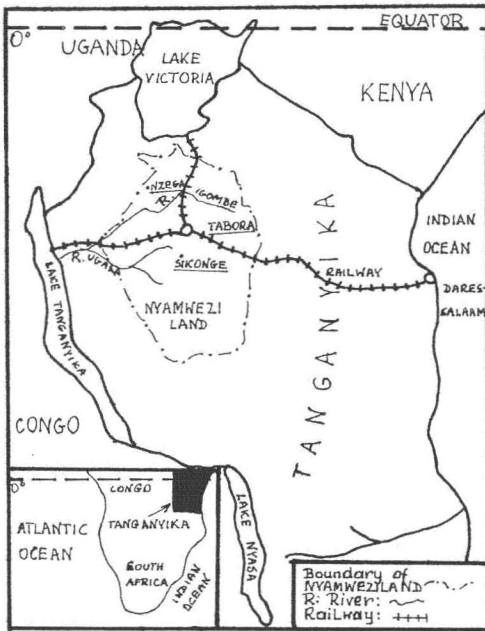 EQUATOR
0°
UGANDA
LAKE
VICTORIA
KENYA
NZEGA
R. IGOMBE
TABORA
INDIAN
OCEAN
R. UGALA
SIKONGE
RAILWAY
DARES-
SALAAM
NYAMWEZI
LAND
LAKE TANGANYIKA
TANGANYIKA
CONGO
0°
CONGO
TANGANYIKA
ATLANTIC
OCEAN
SOUTH
AFRICA
INDIAN
OCEAN
LAKE NYASA
Boundary of
NYAMWEZILAND
R: River:
Railway: